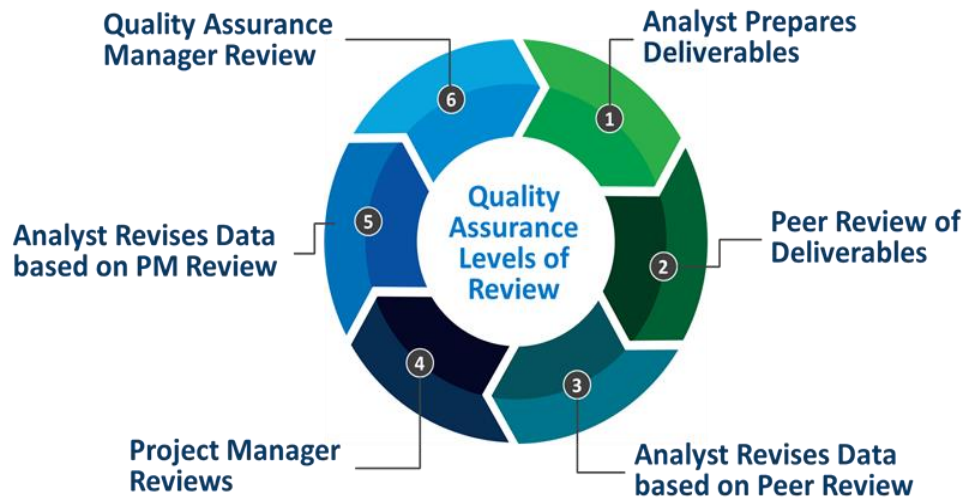 Quality Assurance
Manager Review
Analyst Prepares
Deliverables
6
1
Quality
Assurance
Levels of
Review
5
Analyst Revises Data
based on PM Review
2
Peer Review of
Deliverables
4
3
Project Manager
Reviews
Analyst Revises Data
based on Peer Review